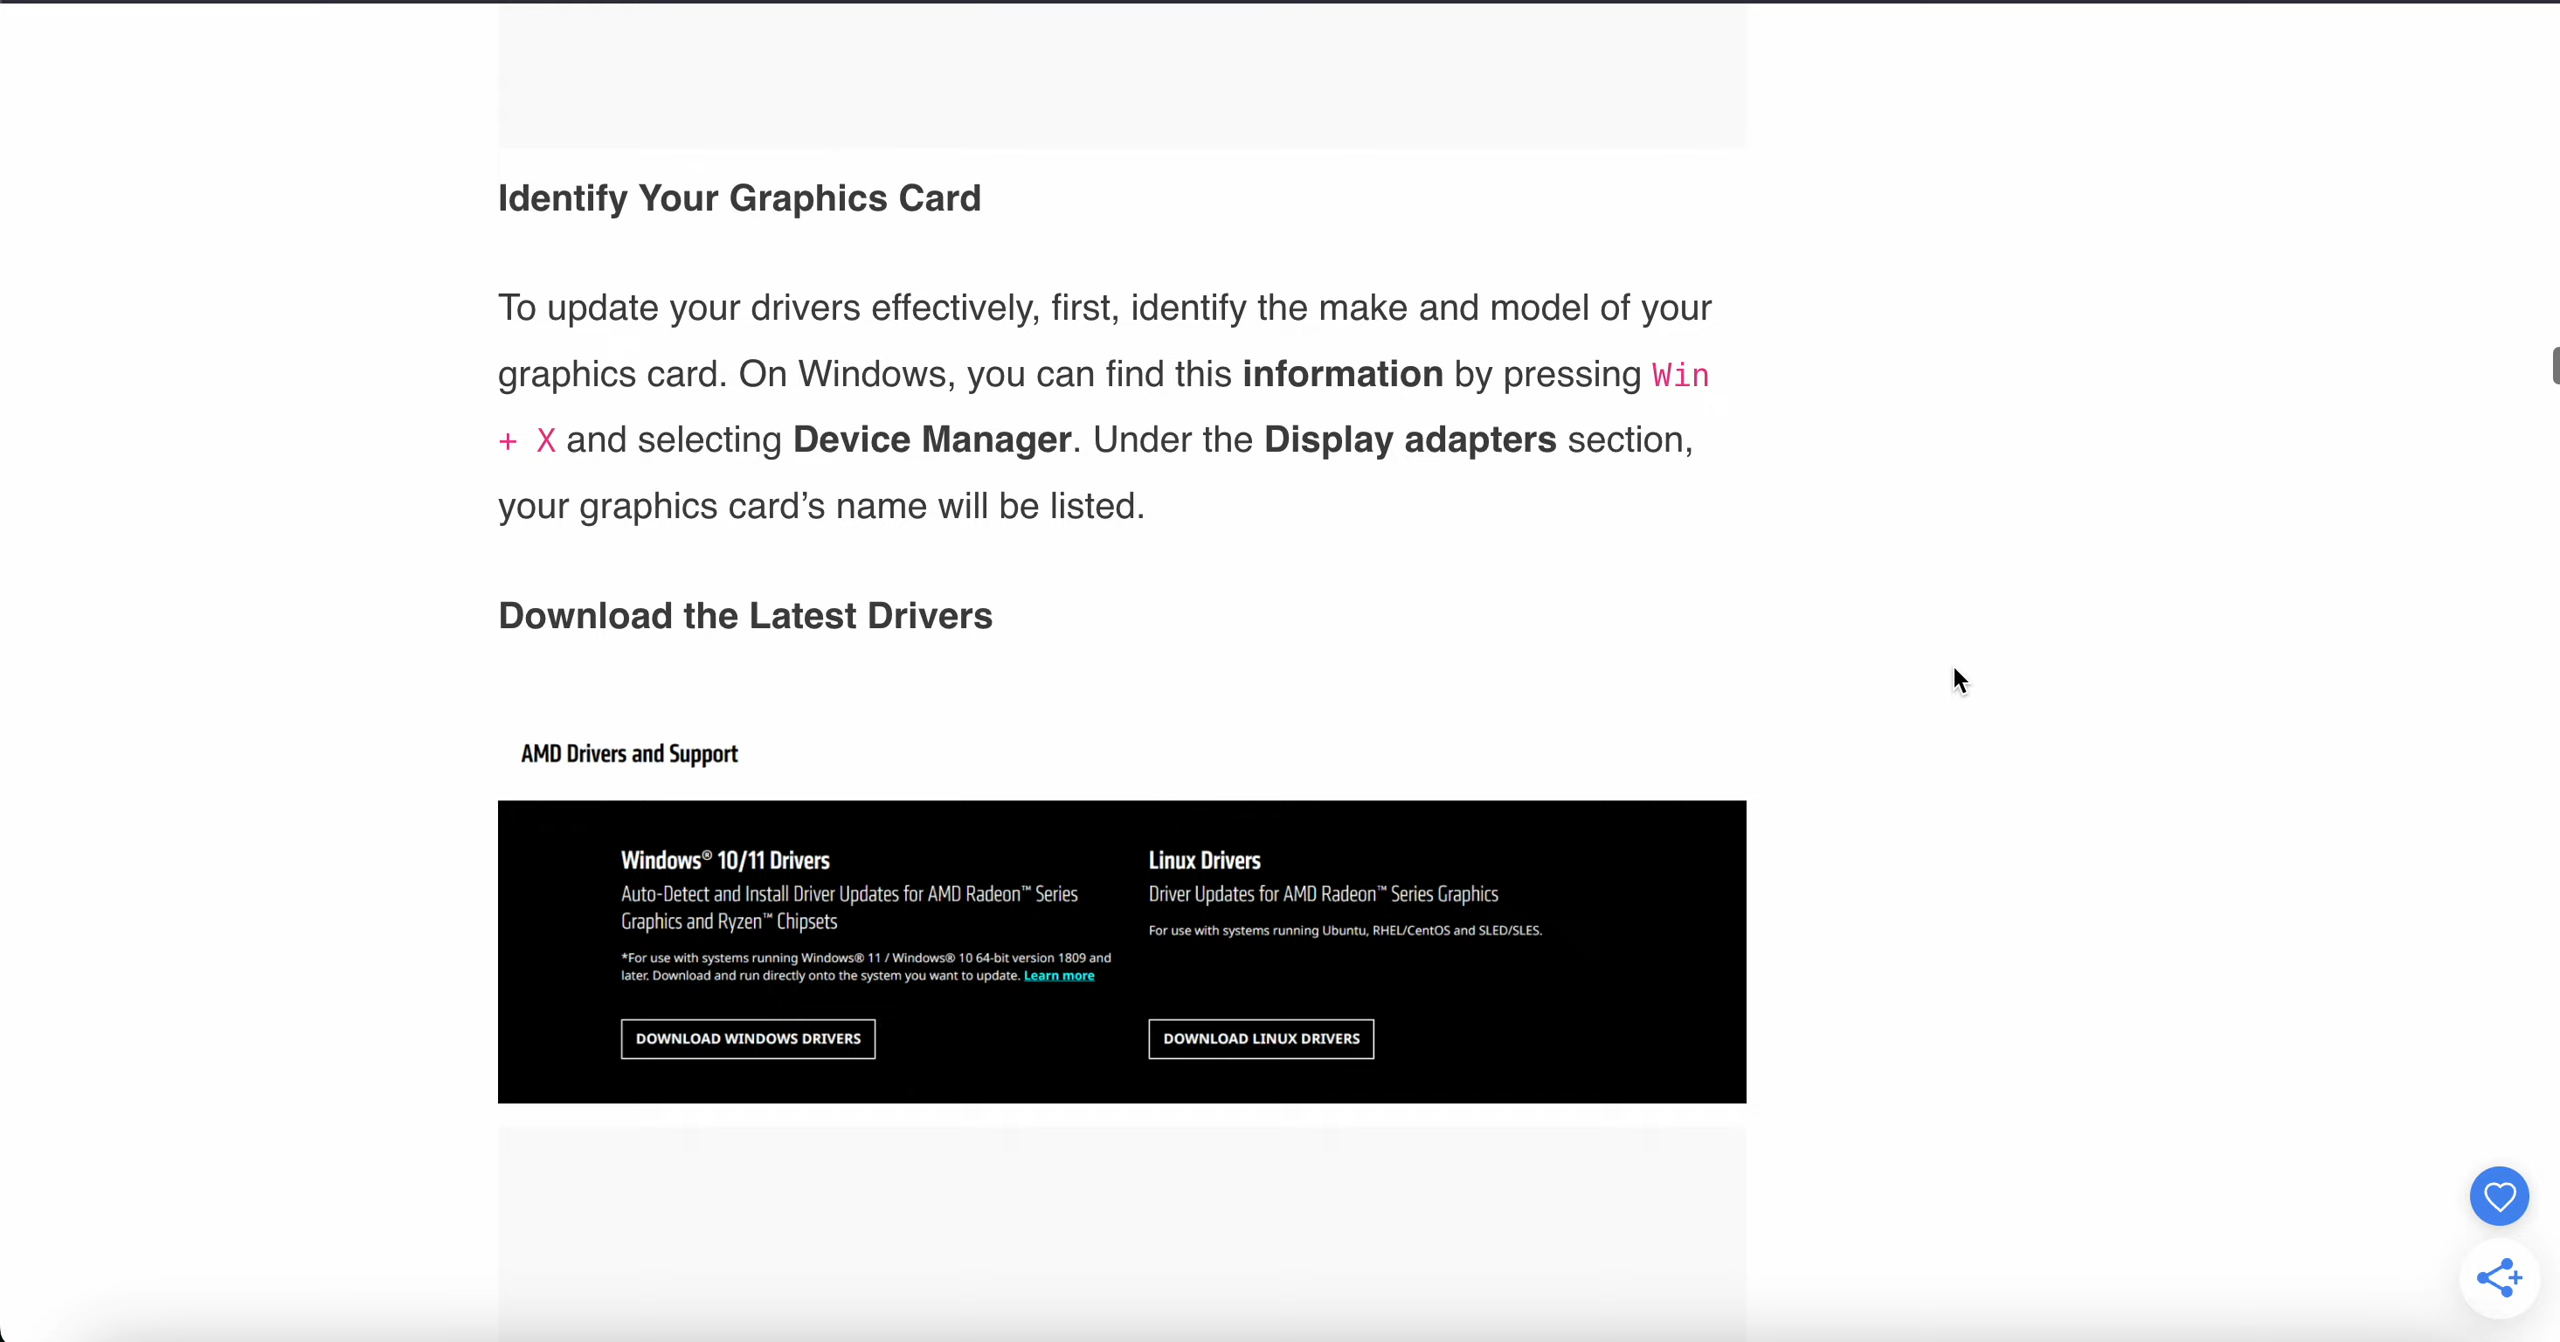 Identify Your Graphics Card
To update your drivers effectively, first, identify the make and model of your
graphics card. On Windows, you can find this information by pressing Win
+ X and selecting Device Manager. Under the Display adapters section,
your graphics card’s name will be listed.
Download the Latest Drivers
AMD Drivers and Support
Windows® 10/11 Drivers
Auto-Detect and Install Driver Updates for AMD Radeon™ Series
Graphics and Ryzen™ Chipsets
*For use with systems running Windows® 11 / Windows® 10 64-bit version 1809 and
later. Download and run directly onto the system you want to update. Learn more
DOWNLOAD WINDOWS DRIVERS
Linux Drivers
Driver Updates for AMD Radeon™ Series Graphics
For use with systems running Ubuntu, RHEL/CentOS and SLED/SLES.
DOWNLOAD LINUX DRIVERS